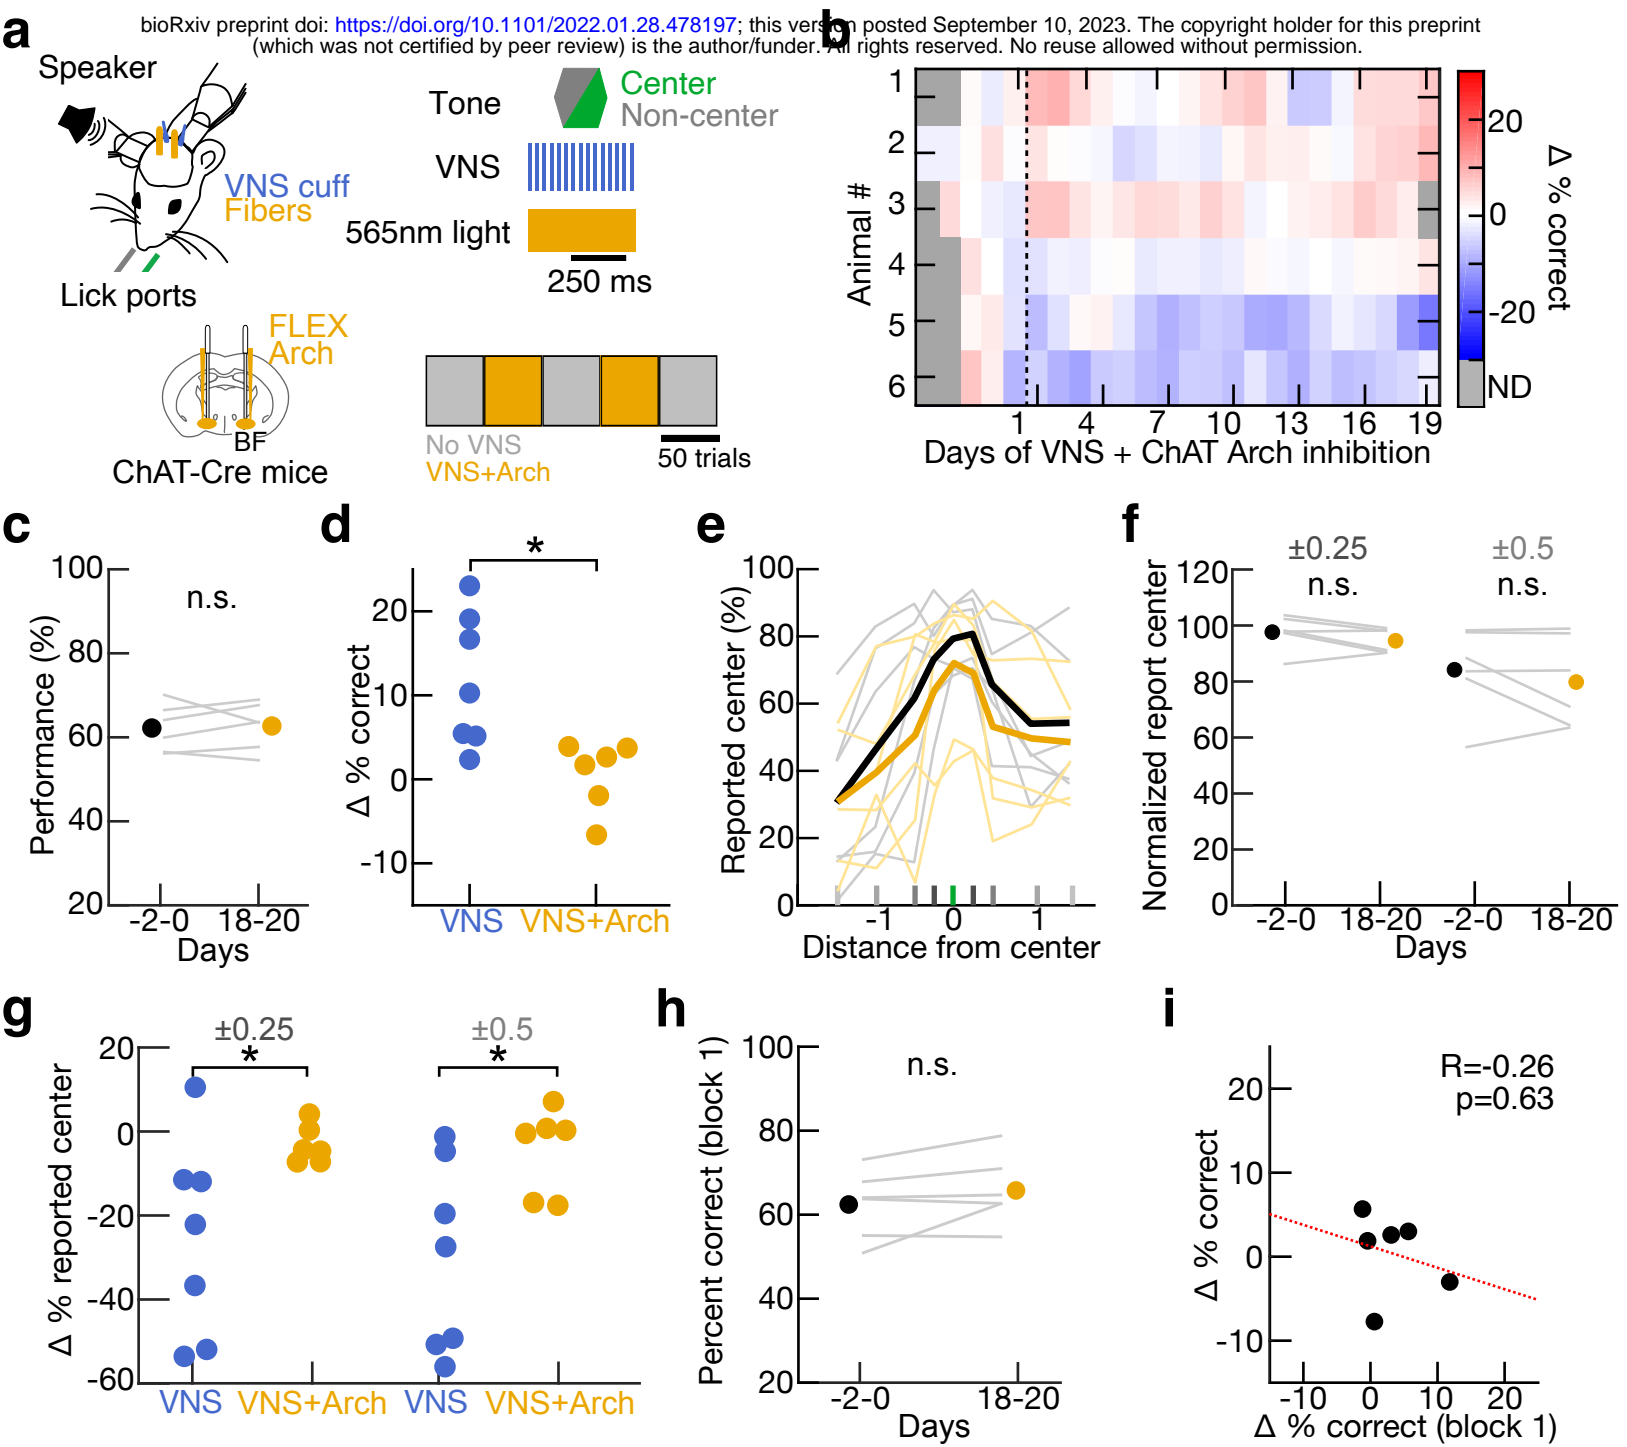 bioRxiv preprint doi: https://doi.org/10.1101/2022.01.28.478197; this version posted September 10, 2023. The copyright holder for this preprint
(which was not certified by peer review) is the author/funder. All rights reserved. No reuse allowed without permission.
a
Speaker
VNS cuff
Fibers
Lick ports
FLEX
Arch
BF
ChAT-Cre mice
Tone
Center
Non-center
VNS
565nm light
250 ms
No VNS
VNS+Arch
50 trials
b
Animal #
1
2
3
4
5
6
1 4 7 10 13 16 19
Days of VNS + ChAT Arch inhibition
20
0
-20
ND
Δ % correct
c
Performance (%)
100
80
60
40
20
n.s.
-2-0 18-20
Days
d
Δ % correct
20
10
0
-10
*
VNS VNS+Arch
e
Reported center (%)
100
80
60
40
20
0
-1 0 1
Distance from center
f
Normalized report center
120
100
80
60
40
20
0
±0.25 ±0.5
n.s. n.s.
-2-0 18-20 -2-0 18-20
Days
g
Δ % reported center
20
0
-20
-40
-60
±0.25 ±0.5
* *
VNS VNS+Arch VNS VNS+Arch
h
Percent correct (block 1)
100
80
60
40
20
n.s.
-2-0 18-20
Days
i
Δ % correct
20
10
0
-10
R=-0.26
p=0.63
-10 0 10 20
Δ % correct (block 1)